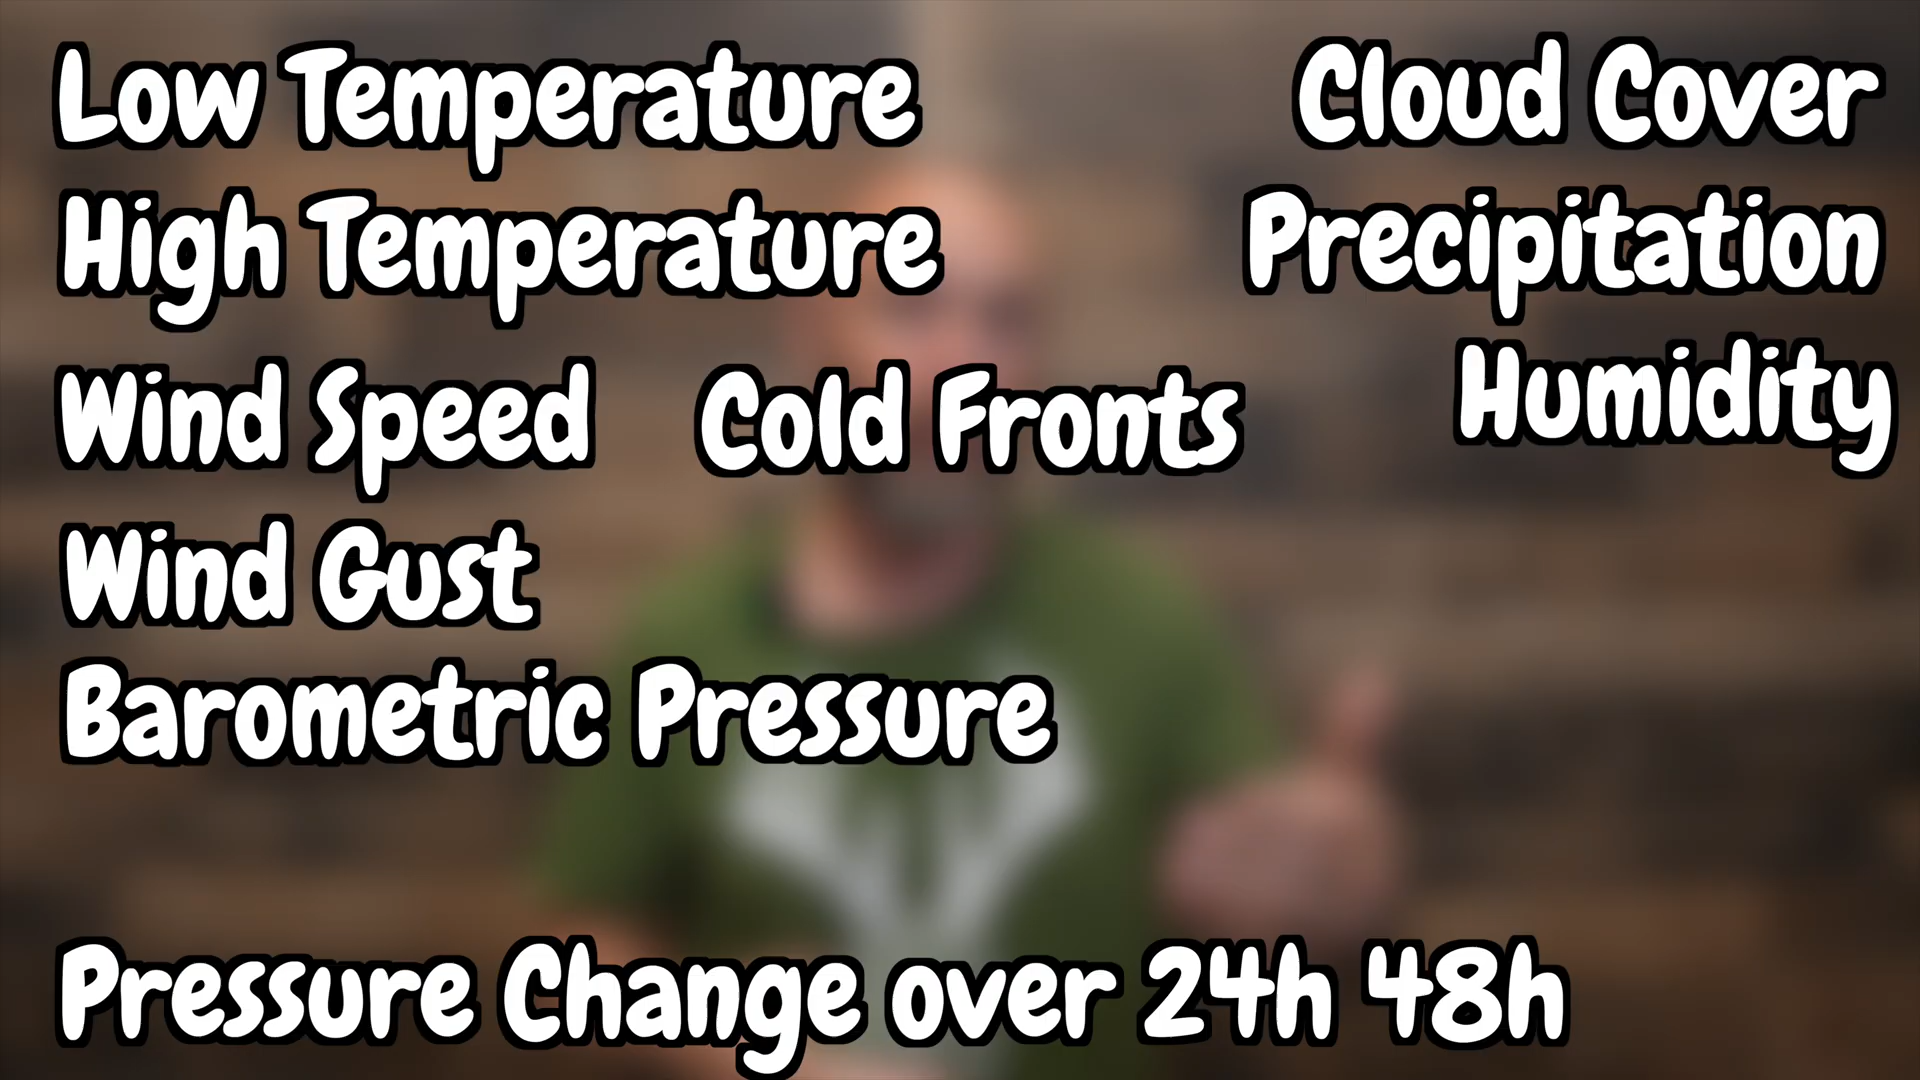 Low Temperature
Cloud Cover
High Temperature
Precipitation
Wind Speed
Cold Fronts
Humidity
Wind Gust
Barometric Pressure
Pressure Change over 24h 48h